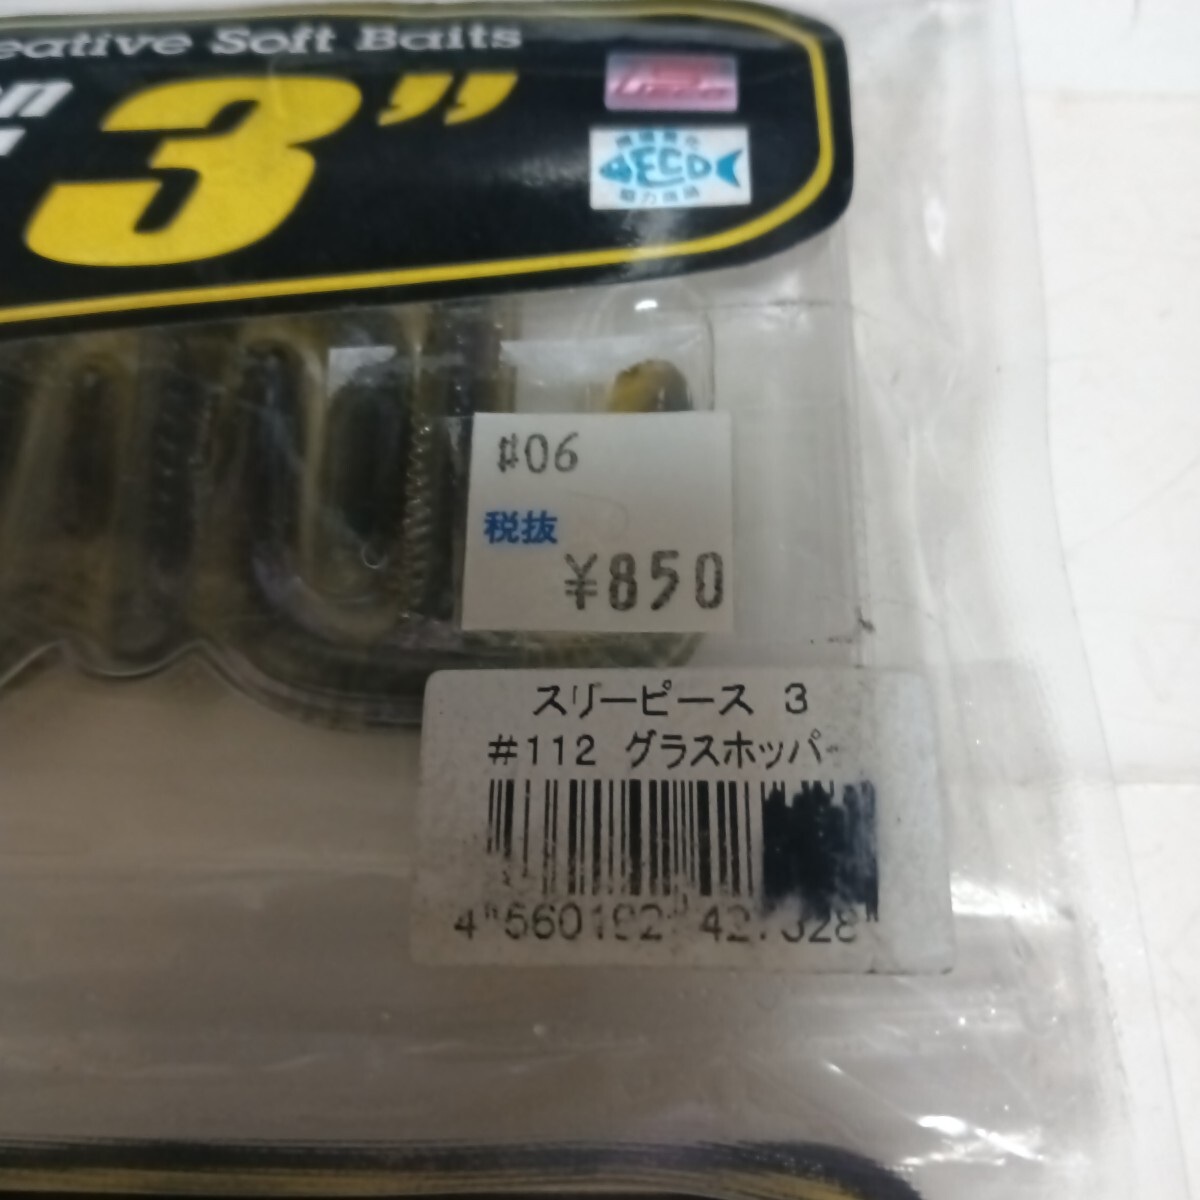 eative Soft Baits
on
3"
ECO
#06
税抜
¥850
スリーピース 3
#112 グラスホッパー